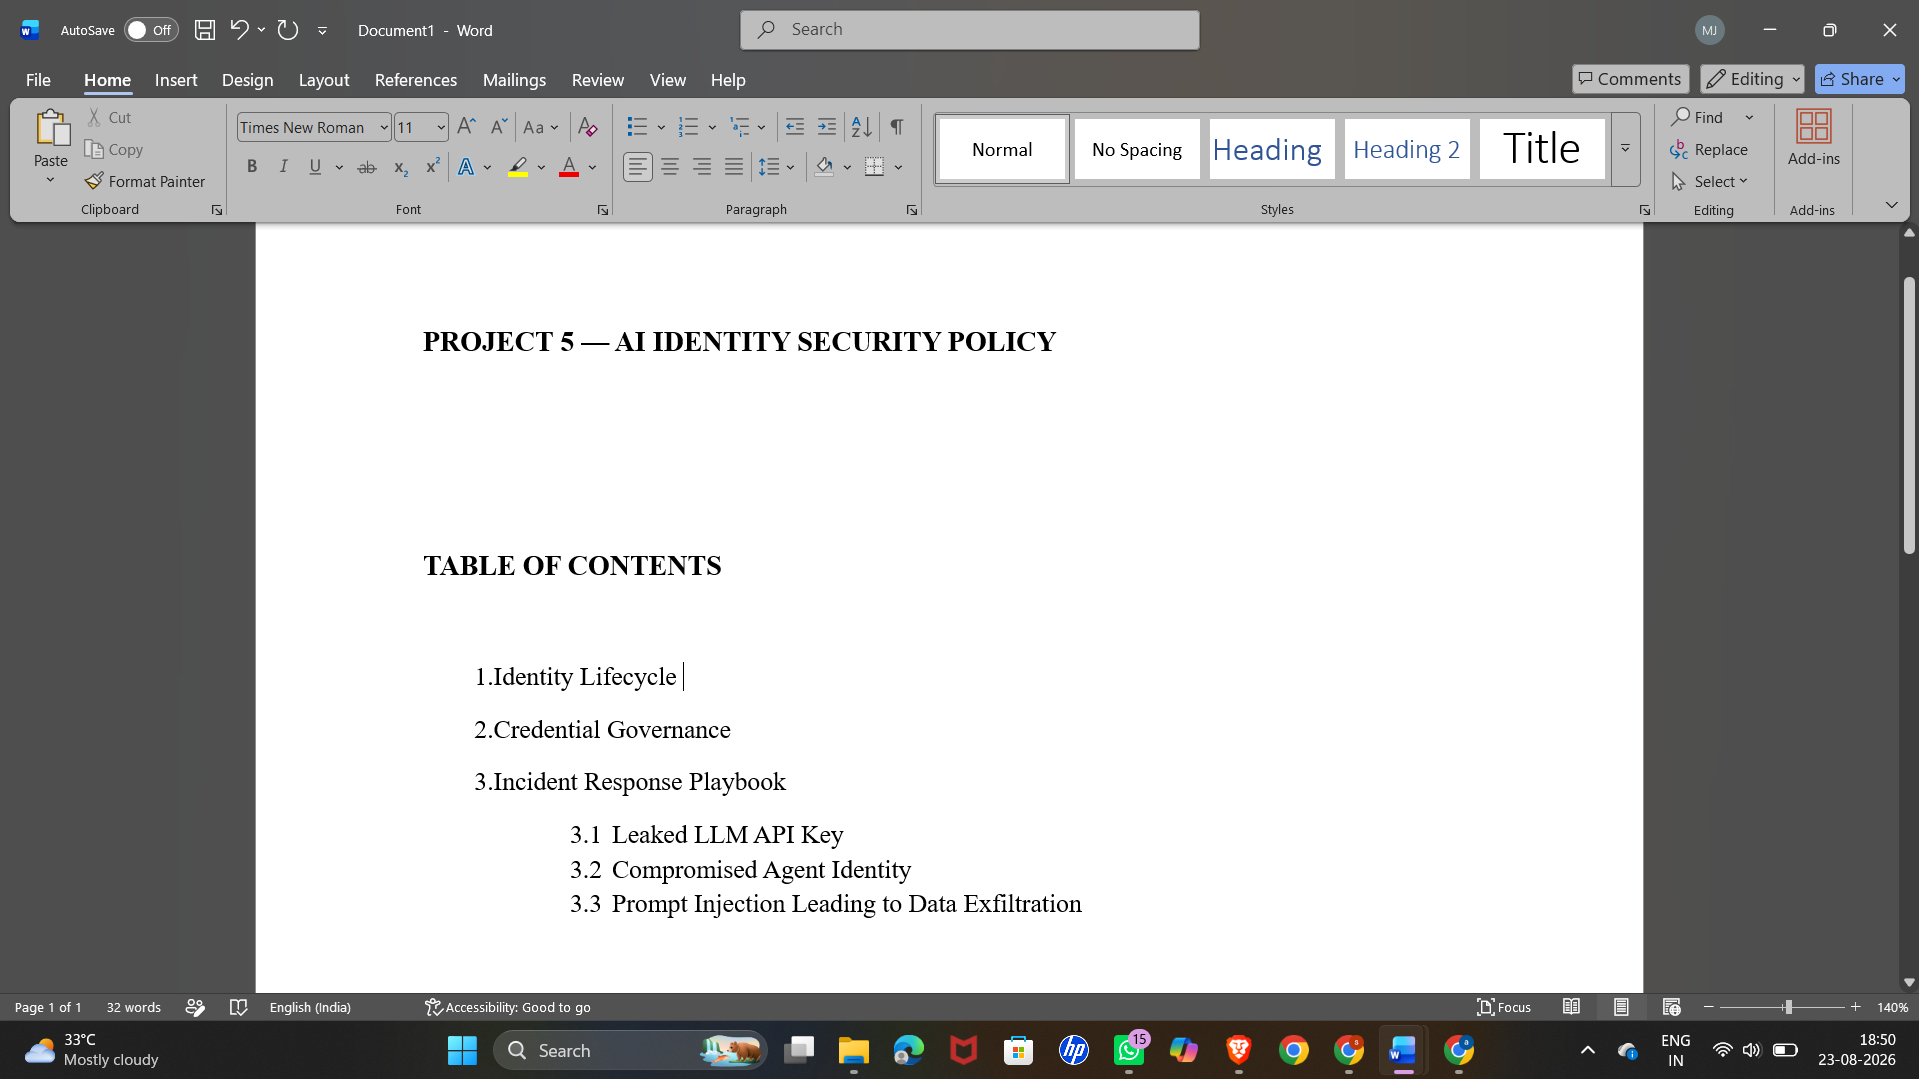 AutoSave Off Document1 - Word Search MJ
File Home Insert Design Layout References Mailings Review View Help Comments Editing Share
Paste Cut Copy Format Painter Clipboard
Times New Roman 11 Font
Paragraph
Normal No Spacing Heading Heading 2 Title Styles
Find Replace Select Editing
Add-ins Add-ins
PROJECT 5 — AI IDENTITY SECURITY POLICY
TABLE OF CONTENTS
1.Identity Lifecycle
2.Credential Governance
3.Incident Response Playbook
3.1 Leaked LLM API Key
3.2 Compromised Agent Identity
3.3 Prompt Injection Leading to Data Exfiltration
Page 1 of 1 32 words English (India) Accessibility: Good to go Focus 140%
33°C
Mostly cloudy
Search
15
ENG
IN
18:50
23-08-2026